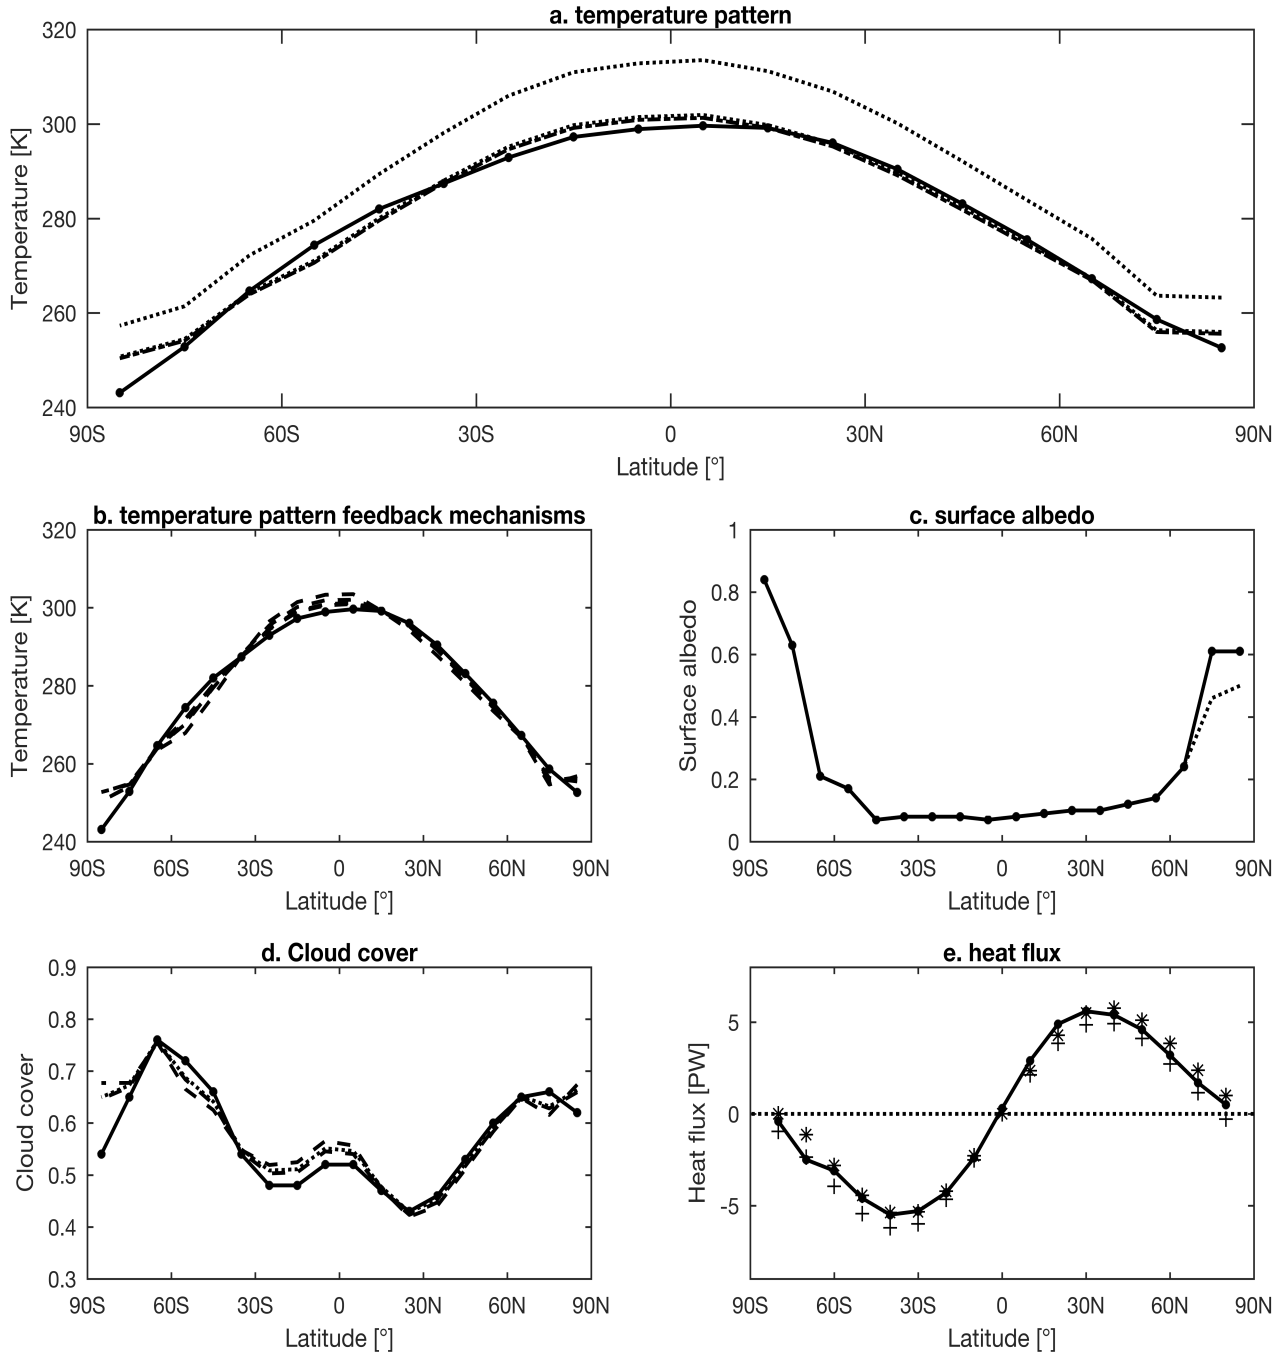 a. temperature pattern
320
300
280
260
240
Temperature [K]
90S 60S 30S 0 30N 60N 90N
Latitude [°]
b. temperature pattern feedback mechanisms
320
300
280
260
240
Temperature [K]
90S 60S 30S 0 30N 60N 90N
Latitude [°]
c. surface albedo
1
0.8
0.6
0.4
0.2
0
Surface albedo
90S 60S 30S 0 30N 60N 90N
Latitude [°]
d. Cloud cover
0.9
0.8
0.7
0.6
0.5
0.4
0.3
Cloud cover
90S 60S 30S 0 30N 60N 90N
Latitude [°]
e. heat flux
5
0
-5
Heat flux [PW]
90S 60S 30S 0 30N 60N 90N
Latitude [°]